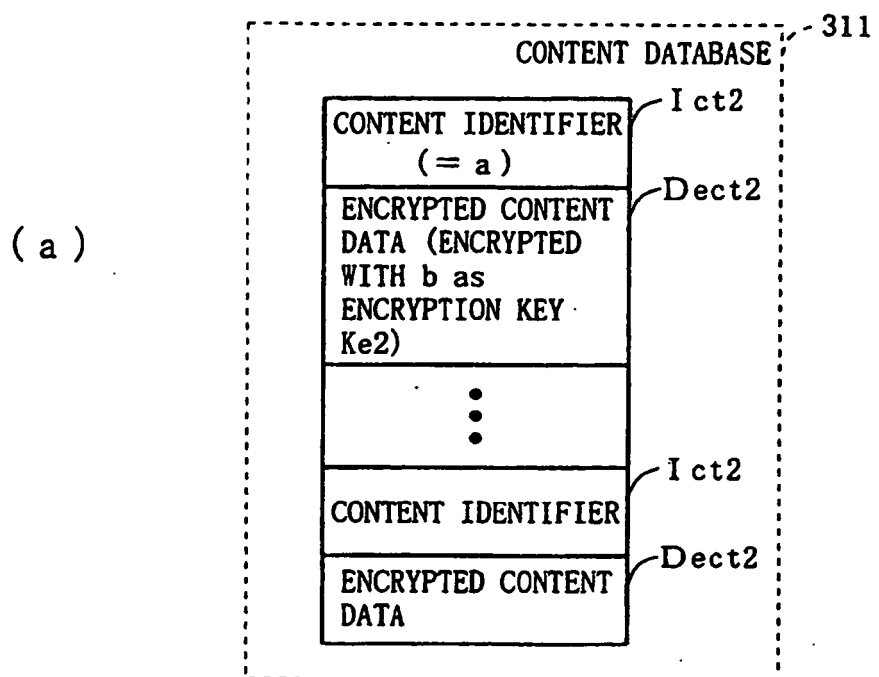 311
CONTENT DATABASE
I ct2
CONTENT IDENTIFIER
(= a)
Dect2
ENCRYPTED CONTENT
DATA (ENCRYPTED
WITH b as
ENCRYPTION KEY
Ke2)
(a)
I ct2
CONTENT IDENTIFIER
Dect2
ENCRYPTED CONTENT
DATA